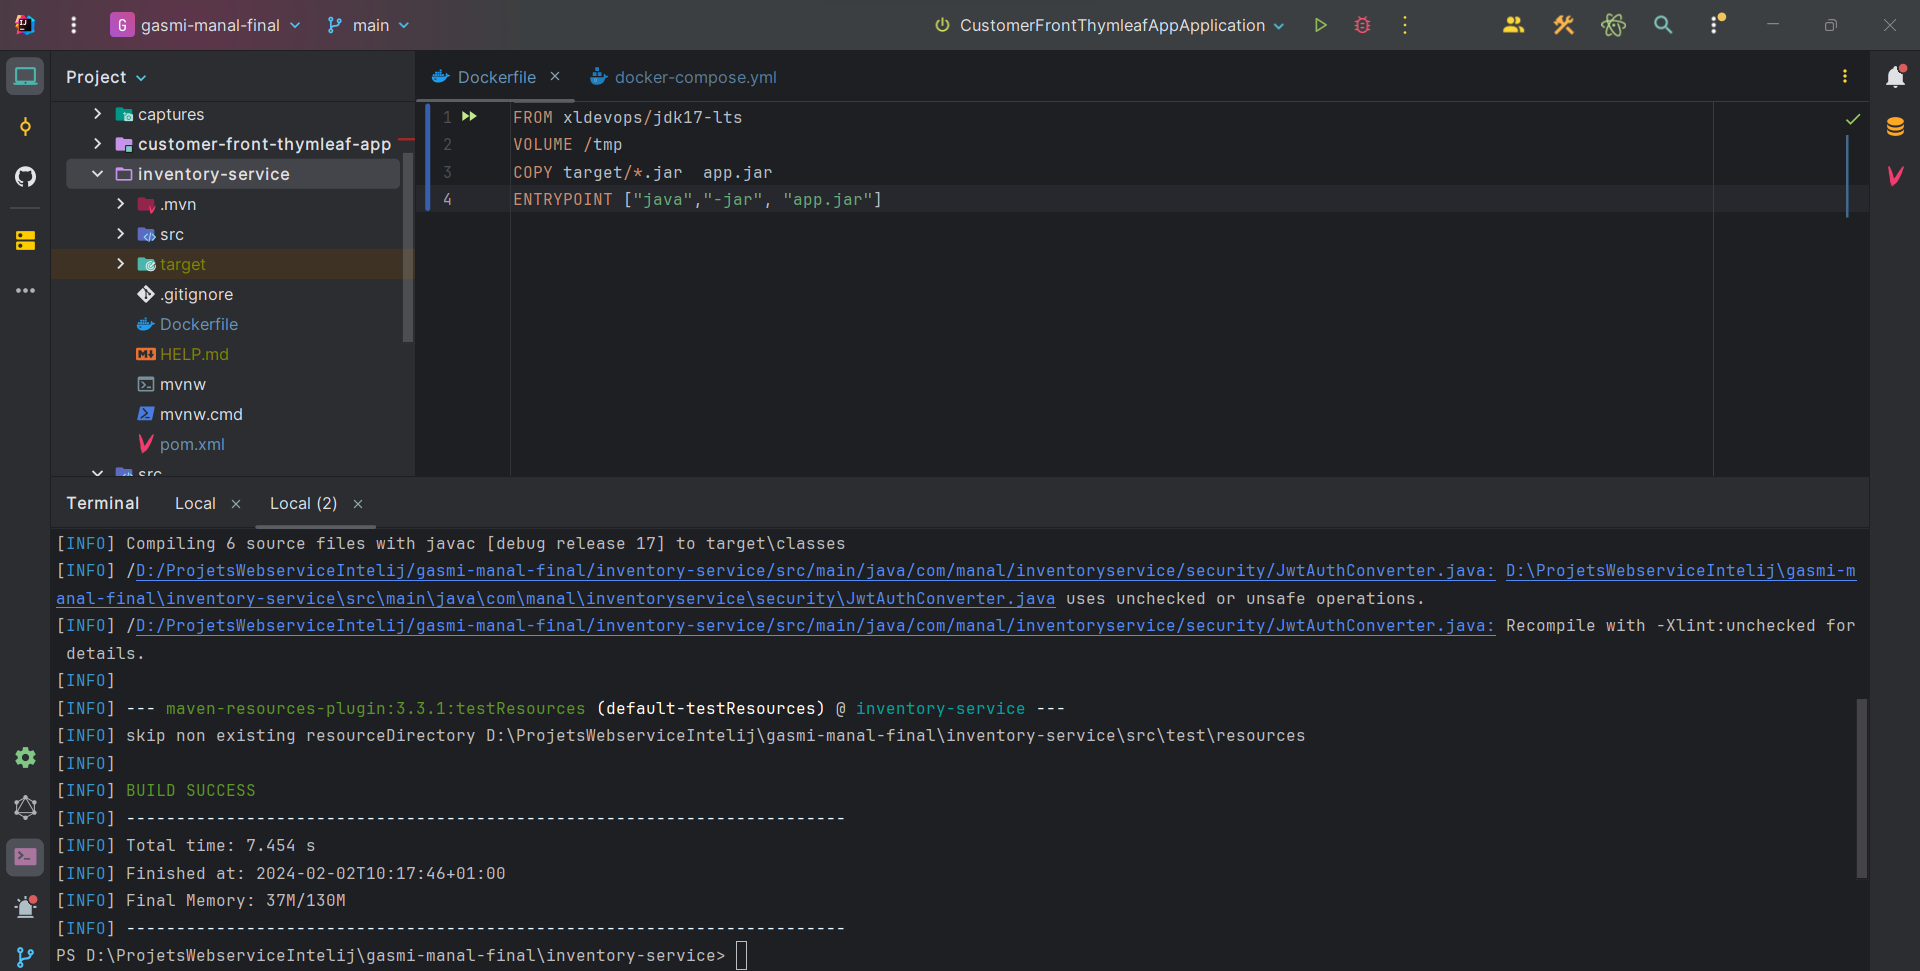 G gasmi-manal-final main CustomerFrontThymleafAppApplication
Project
captures
customer-front-thymleaf-app
inventory-service
.mvn
src
target
.gitignore
Dockerfile
HELP.md
mvnw
mvnw.cmd
pom.xml
src
Dockerfile docker-compose.yml
1 FROM xldevops/jdk17-lts
2 VOLUME /tmp
3 COPY target/*.jar  app.jar
4 ENTRYPOINT ["java","-jar", "app.jar"]
Terminal Local Local (2)
[INFO] Compiling 6 source files with javac [debug release 17] to target\classes
[INFO] /D:/ProjetsWebserviceIntelij/gasmi-manal-final/inventory-service/src/main/java/com/manal/inventoryservice/security/JwtAuthConverter.java: D:\ProjetsWebserviceIntelij\gasmi-m
anal-final\inventory-service\src\main\java\com\manal\inventoryservice\security\JwtAuthConverter.java uses unchecked or unsafe operations.
[INFO] /D:/ProjetsWebserviceIntelij/gasmi-manal-final/inventory-service/src/main/java/com/manal/inventoryservice/security/JwtAuthConverter.java: Recompile with -Xlint:unchecked for
details.
[INFO]
[INFO] --- maven-resources-plugin:3.3.1:testResources (default-testResources) @ inventory-service ---
[INFO] skip non existing resourceDirectory D:\ProjetsWebserviceIntelij\gasmi-manal-final\inventory-service\src\test\resources
[INFO]
[INFO] BUILD SUCCESS
[INFO] ------------------------------------------------------------------------
[INFO] Total time: 7.454 s
[INFO] Finished at: 2024-02-02T10:17:46+01:00
[INFO] Final Memory: 37M/130M
[INFO] ------------------------------------------------------------------------
PS D:\ProjetsWebserviceIntelij\gasmi-manal-final\inventory-service>